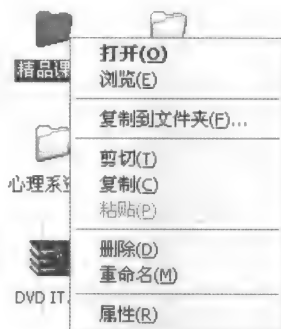 精品课
打开(O)
浏览(E)
复制到文件夹(F)...
心理系
剪切(T)
复制(C)
粘贴(P)
DVD IT
删除(D)
重命名(M)
属性(R)